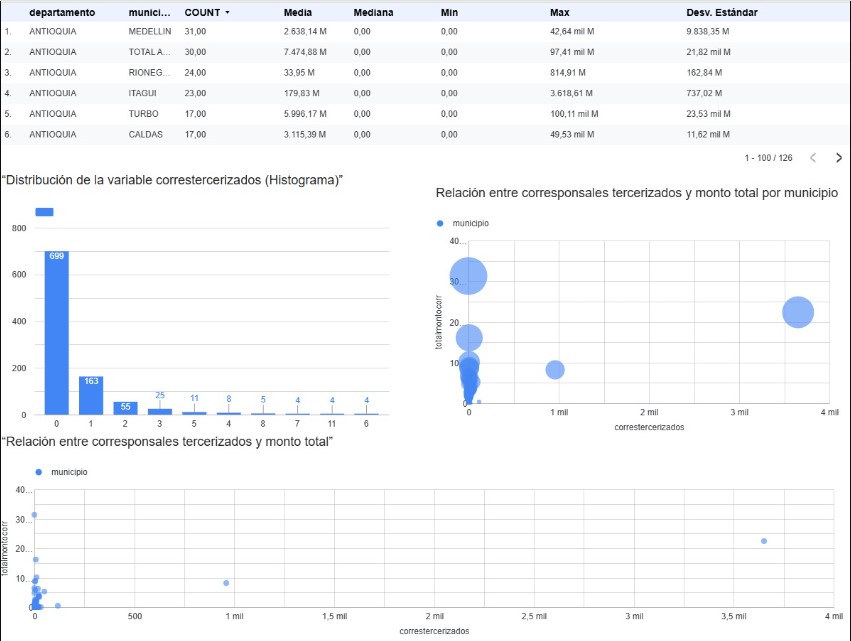 departamento munici... COUNT Media Mediana Min Max Desv. Estándar
1. ANTIOQUIA MEDELLIN 31,00 2.638,14 M 0,00 0,00 42,64 mil M 9.838,35 M
2. ANTIOQUIA TOTAL A... 30,00 7.474,88 M 0,00 0,00 97,41 mil M 21,82 mil M
3. ANTIOQUIA RIONEG... 24,00 33,95 M 0,00 0,00 814,91 M 162,84 M
4. ANTIOQUIA ITAGUI 23,00 179,83 M 0,00 0,00 3.618,61 M 737,02 M
5. ANTIOQUIA TURBO 17,00 5.996,17 M 0,00 0,00 100,11 mil M 23,53 mil M
6. ANTIOQUIA CALDAS 17,00 3.115,39 M 0,00 0,00 49,53 mil M 11,62 mil M
1 - 100 / 126
"Distribución de la variable correstercerizados (Histograma)"
800
600
400
200
0
699
163
55
25
11
8
5
4
4
4
0 1 2 3 5 4 8 7 11 6
Relación entre corresponsales tercerizados y monto total por municipio
municipio
totalmontocorr
40...
30...
20...
10...
0
0 1 mil 2 mil 3 mil 4 mil
correstercerizados
"Relación entre corresponsales tercerizados y monto total"
municipio
totalmontocorr
40...
30...
20...
10...
0
0 500 1 mil 1,5 mil 2 mil 2,5 mil 3 mil 3,5 mil 4 mil
correstercerizados